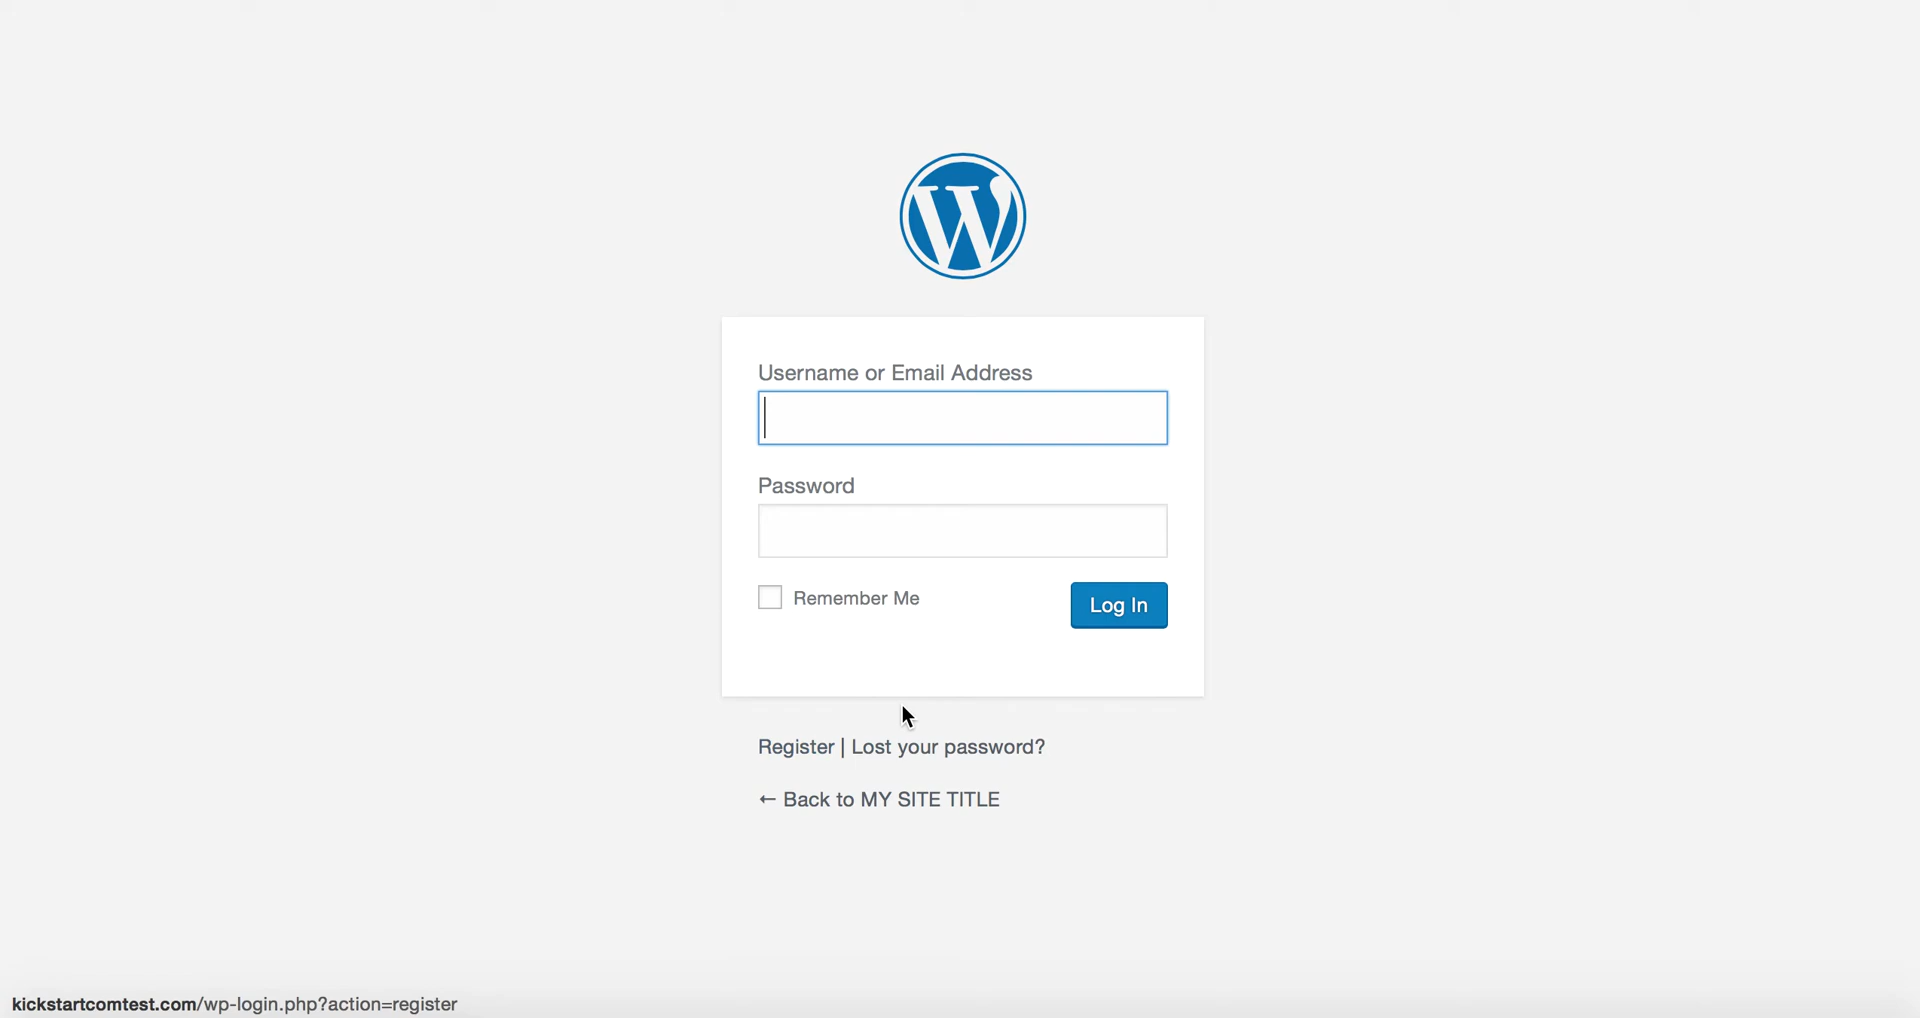 Username or Email Address
Password
Remember Me
Log In
Register | Lost your password?
← Back to MY SITE TITLE
kickstartcomtest.com/wp-login.php?action=register